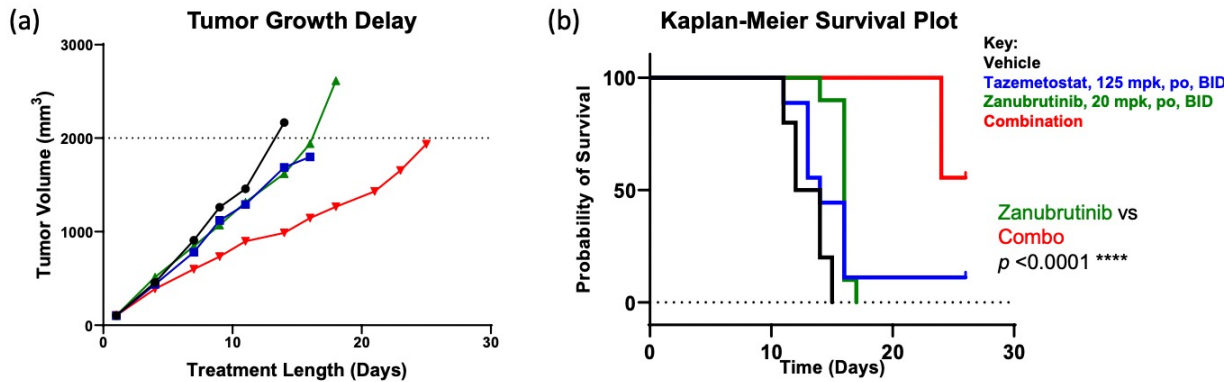 (a)
Tumor Growth Delay
3000
2000
1000
0
Tumor Volume (mm³)
0
10
20
30
Treatment Length (Days)
(b)
Kaplan-Meier Survival Plot
100
50
0
Probability of Survival
0
10
20
30
Time (Days)
Key:
Vehicle
Tazemetostat, 125 mpk, po, BID
Zanubrutinib, 20 mpk, po, BID
Combination
Zanubrutinib vs
Combo
p <0.0001 ****